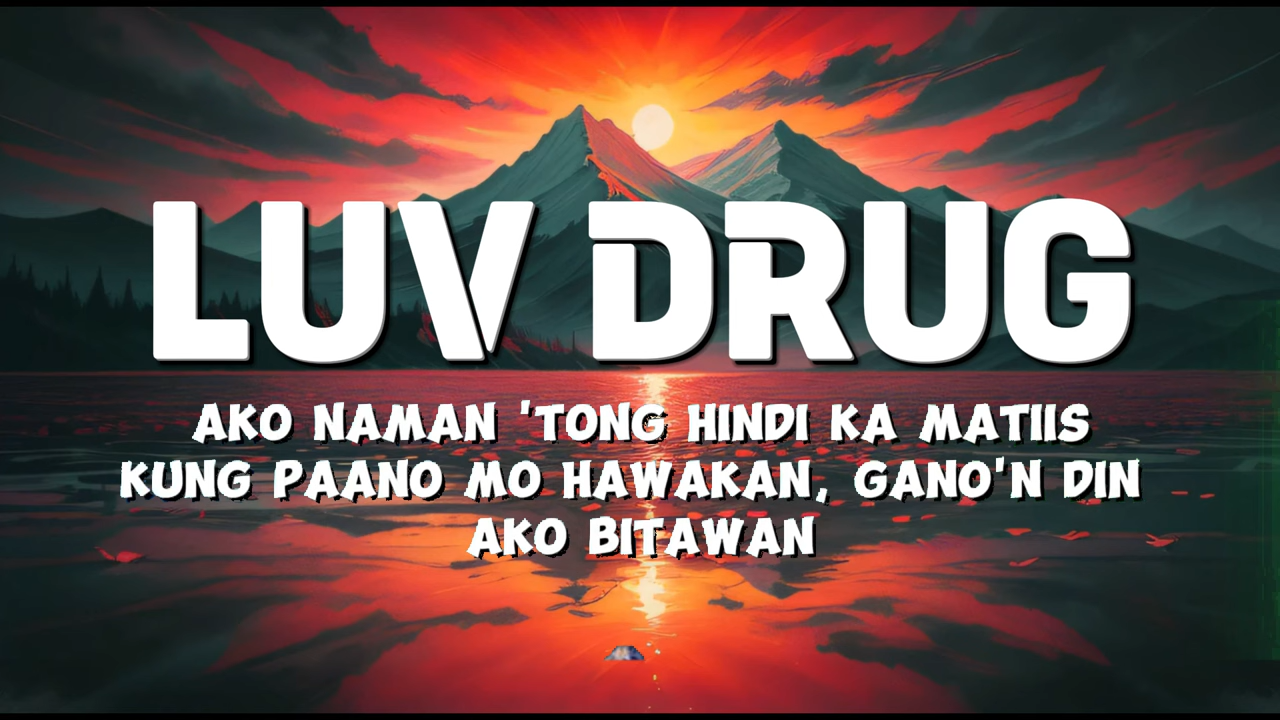 LUV DRUG
AKO NAMAN 'TONG HINDI KA MATIIS
KUNG PAANO MO HAWAKAN, GANO'N DIN
AKO BITAWAN